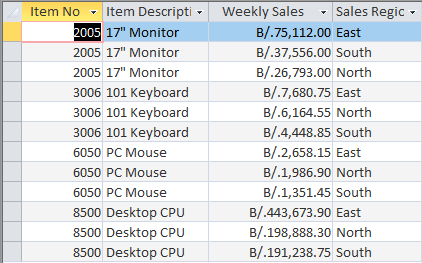 Item No Item Descripti Weekly Sales Sales Regic
2005 17" Monitor B/.75,112.00 East
2005 17" Monitor B/.37,556.00 South
2005 17" Monitor B/.26,793.00 North
3006 101 Keyboard B/.7,680.75 East
3006 101 Keyboard B/.6,164.55 North
3006 101 Keyboard B/.4,448.85 South
6050 PC Mouse B/.2,658.15 East
6050 PC Mouse B/.1,986.90 North
6050 PC Mouse B/.1,351.45 South
8500 Desktop CPU B/.443,673.90 East
8500 Desktop CPU B/.198,888.30 North
8500 Desktop CPU B/.191,238.75 South